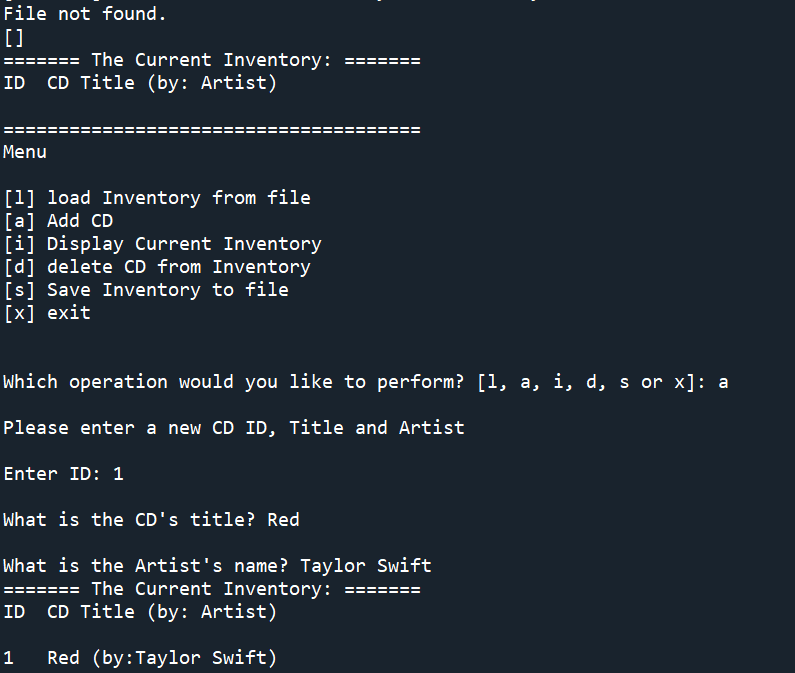 File not found.
[]
======= The Current Inventory: =======
ID  CD Title (by: Artist)
======================================
Menu
[l] load Inventory from file
[a] Add CD
[i] Display Current Inventory
[d] delete CD from Inventory
[s] Save Inventory to file
[x] exit
Which operation would you like to perform? [l, a, i, d, s or x]: a
Please enter a new CD ID, Title and Artist
Enter ID: 1
What is the CD's title? Red
What is the Artist's name? Taylor Swift
======= The Current Inventory: =======
ID  CD Title (by: Artist)
1   Red (by:Taylor Swift)